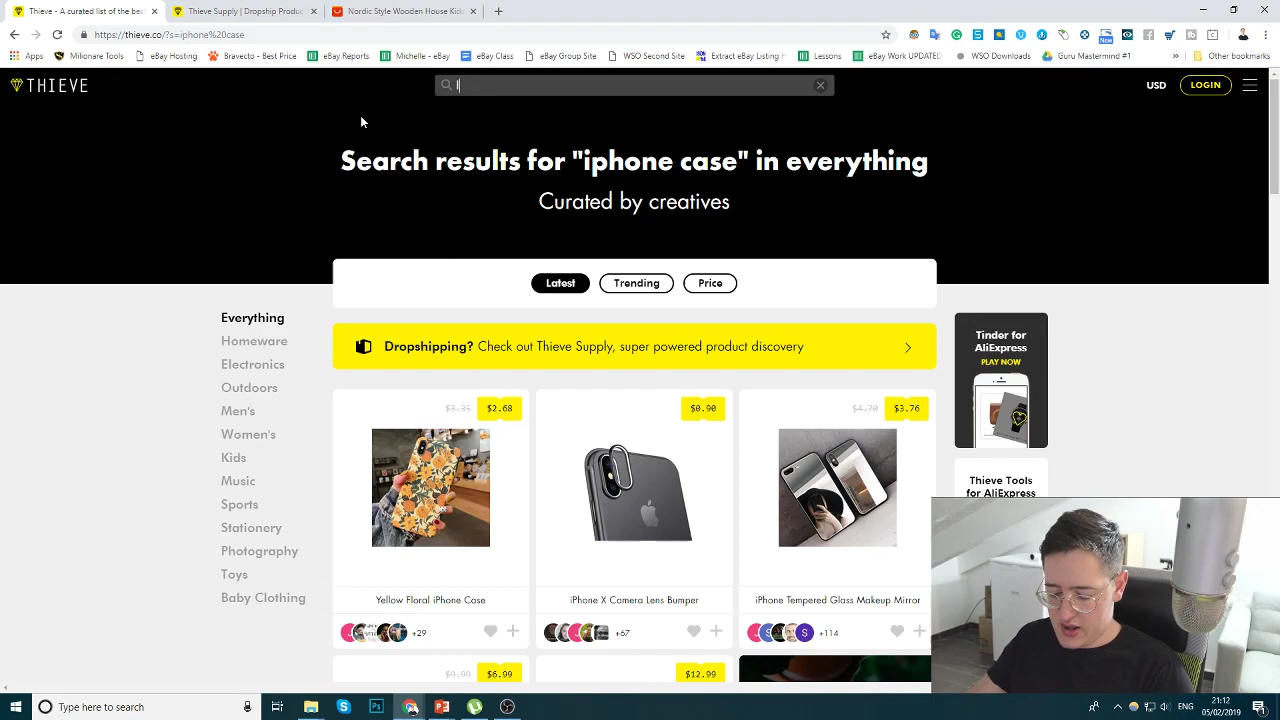 Thieve - A curated list of the best
Thieve Supply | Dropship Produ
Nordic Style Wooden House Kids
https://thieve.co/?s=iphone%20case
New
Apps
Milionare Tools
eBay Hosting
Bravecto - Best Price
eBay Reports
Michelle - eBay
eBay Class
eBay Group Site
WSO Second Site
Extract eBay Listing
Lessons
eBay Work UPDATED
WSO Downloads
Guru Mastermind #1
»
Other bookmarks
THIEVE
l
USD
LOGIN
Search results for "iphone case" in everything
Curated by creatives
Latest
Trending
Price
Everything
Homeware
Electronics
Outdoors
Men's
Women's
Kids
Music
Sports
Stationery
Photography
Toys
Baby Clothing
Dropshipping? Check out Thieve Supply, super powered product discovery
$3.35 $2.68
$0.90
$4.70 $3.76
Yellow Floral iPhone Case
iPhone X Camera Lens Bumper
iPhone Tempered Glass Makeup Mirror
+29
+67
S
S
+114
$9.99 $6.99
$12.99
Tinder for
AliExpress
PLAY NOW
Thieve Tools
for AliExpress
Type here to search
ENG
21:12
05/02/2019